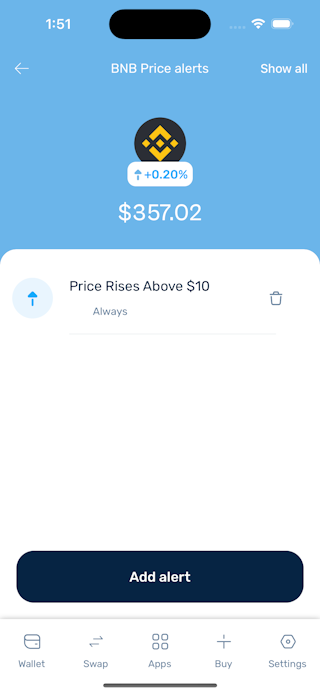 1:51
BNB Price alerts
Show all
+0.20%
$357.02
Price Rises Above $10
Always
Add alert
Wallet
Swap
Apps
Buy
Settings